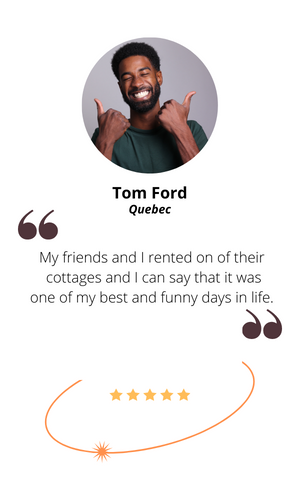 Tom Ford
Quebec
“
My friends and I rented on of their
cottages and I can say that it was
one of my best and funny days in life.
”